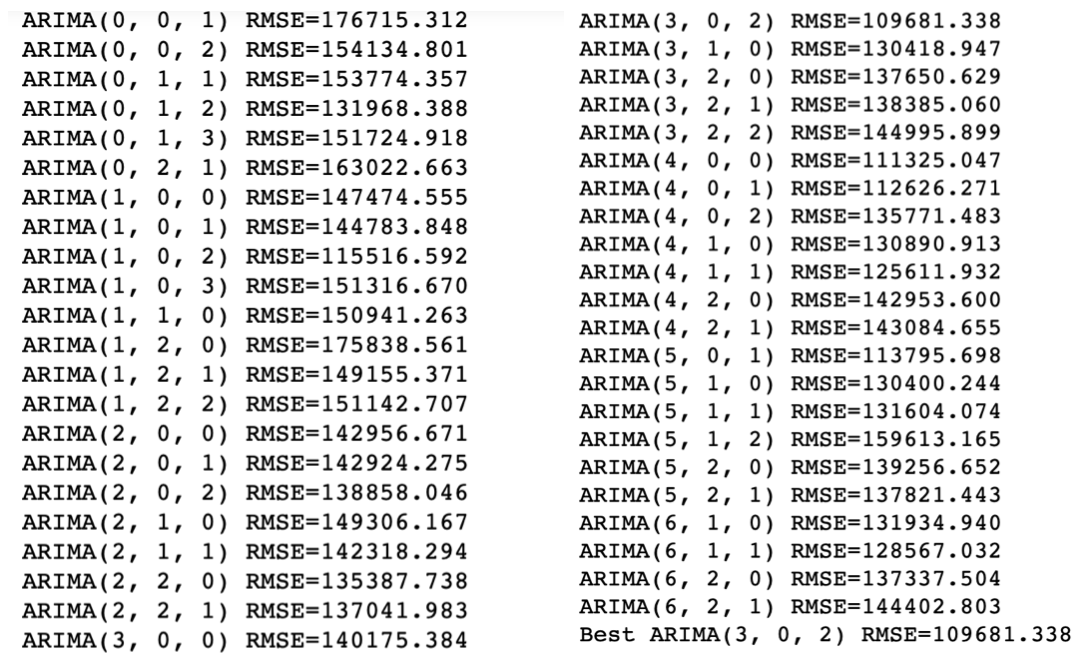 ARIMA(0, 0, 1) RMSE=176715.312
ARIMA(0, 0, 2) RMSE=154134.801
ARIMA(0, 1, 1) RMSE=153774.357
ARIMA(0, 1, 2) RMSE=131968.388
ARIMA(0, 1, 3) RMSE=151724.918
ARIMA(0, 2, 1) RMSE=163022.663
ARIMA(1, 0, 0) RMSE=147474.555
ARIMA(1, 0, 1) RMSE=144783.848
ARIMA(1, 0, 2) RMSE=115516.592
ARIMA(1, 0, 3) RMSE=151316.670
ARIMA(1, 1, 0) RMSE=150941.263
ARIMA(1, 2, 0) RMSE=175838.561
ARIMA(1, 2, 1) RMSE=149155.371
ARIMA(1, 2, 2) RMSE=151142.707
ARIMA(2, 0, 0) RMSE=142956.671
ARIMA(2, 0, 1) RMSE=142924.275
ARIMA(2, 0, 2) RMSE=138858.046
ARIMA(2, 1, 0) RMSE=149306.167
ARIMA(2, 1, 1) RMSE=142318.294
ARIMA(2, 2, 0) RMSE=135387.738
ARIMA(2, 2, 1) RMSE=137041.983
ARIMA(3, 0, 0) RMSE=140175.384
ARIMA(3, 0, 2) RMSE=109681.338
ARIMA(3, 1, 0) RMSE=130418.947
ARIMA(3, 2, 0) RMSE=137650.629
ARIMA(3, 2, 1) RMSE=138385.060
ARIMA(3, 2, 2) RMSE=144995.899
ARIMA(4, 0, 0) RMSE=111325.047
ARIMA(4, 0, 1) RMSE=112626.271
ARIMA(4, 0, 2) RMSE=135771.483
ARIMA(4, 1, 0) RMSE=130890.913
ARIMA(4, 1, 1) RMSE=125611.932
ARIMA(4, 2, 0) RMSE=142953.600
ARIMA(4, 2, 1) RMSE=143084.655
ARIMA(5, 0, 1) RMSE=113795.698
ARIMA(5, 1, 0) RMSE=130400.244
ARIMA(5, 1, 1) RMSE=131604.074
ARIMA(5, 1, 2) RMSE=159613.165
ARIMA(5, 2, 0) RMSE=139256.652
ARIMA(5, 2, 1) RMSE=137821.443
ARIMA(6, 1, 0) RMSE=131934.940
ARIMA(6, 1, 1) RMSE=128567.032
ARIMA(6, 2, 0) RMSE=137337.504
ARIMA(6, 2, 1) RMSE=144402.803
Best ARIMA(3, 0, 2) RMSE=109681.338